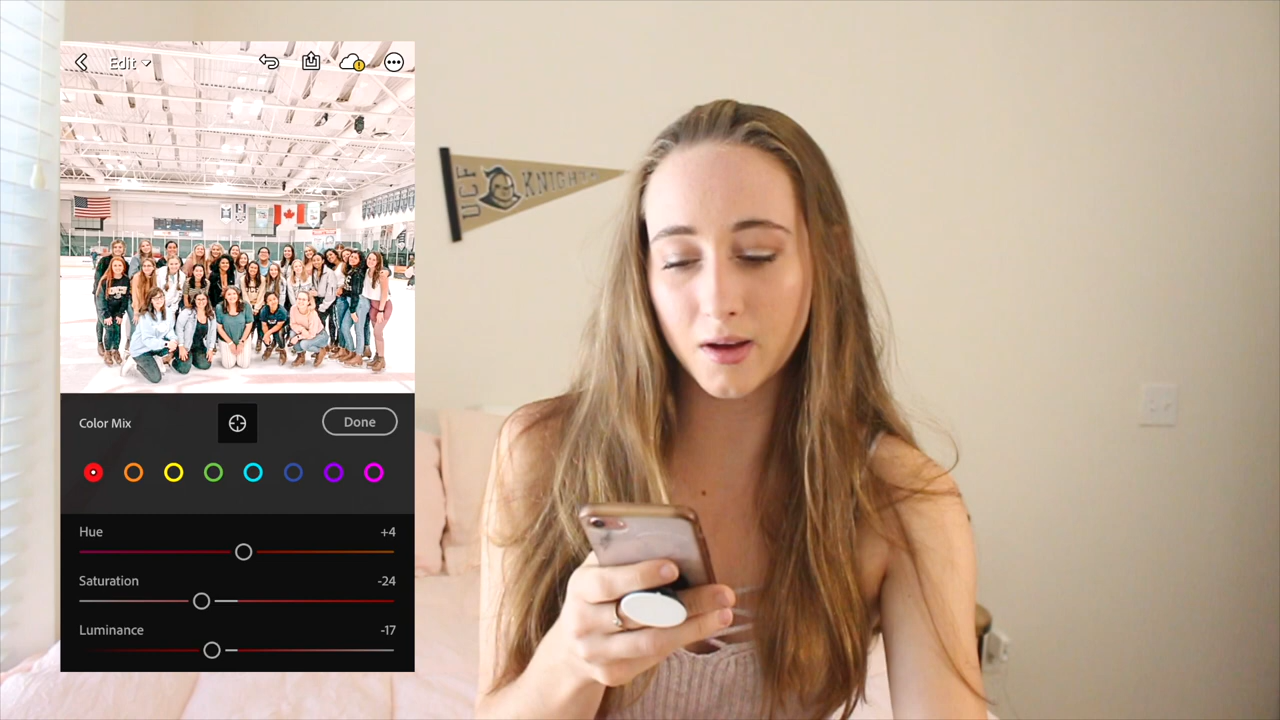 Edit
Color Mix
Done
Hue
+4
Saturation
-24
Luminance
-17
UCF
KNIGHTS